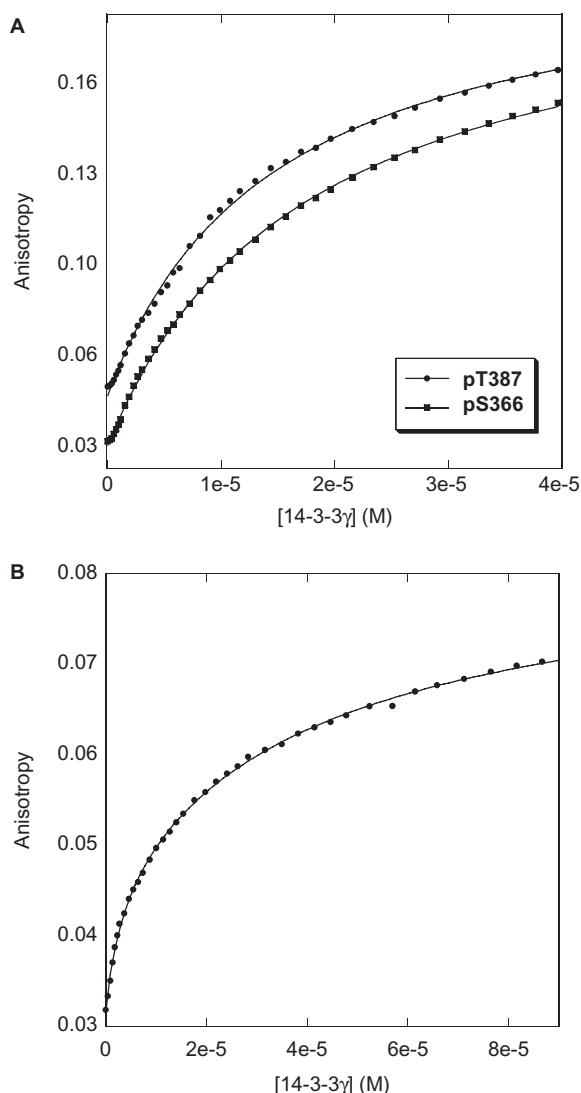 A
0.16
0.13
0.10
0.06
0.03
Anisotropy
pT387
pS366
0 1e-5 2e-5 3e-5 4e-5
[14-3-3γ] (M)
B
0.08
0.07
0.06
0.05
0.04
0.03
Anisotropy
0 2e-5 4e-5 6e-5 8e-5
[14-3-3γ] (M)